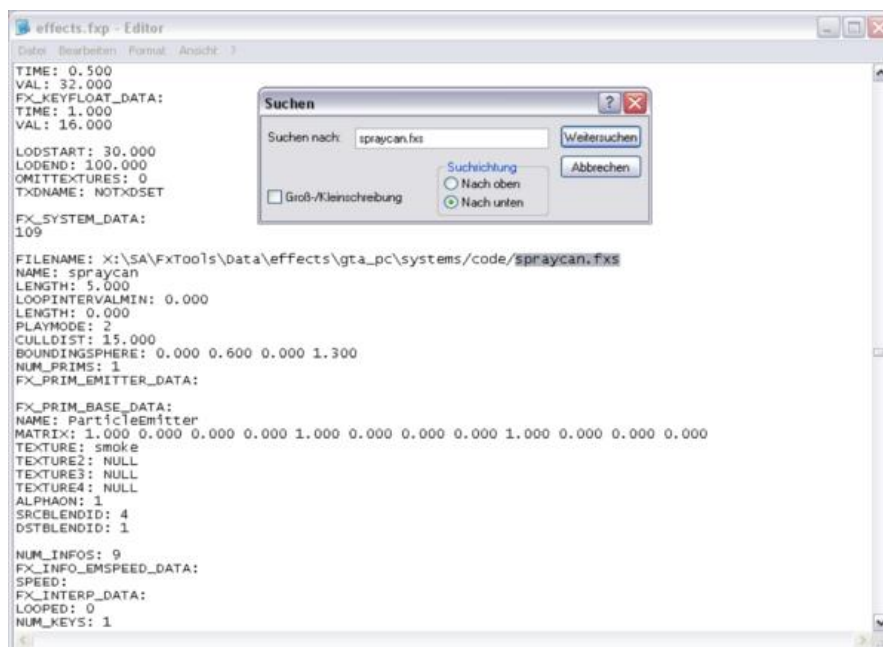 effects.fxp - Editor
Datei Bearbeiten Format Ansicht ?
TIME: 0.500
VAL: 32.000
FX_KEYFLOAT_DATA:
TIME: 1.000
VAL: 16.000
LODSTART: 30.000
LODEND: 100.000
OMITTEXTURES: 0
TXDNAME: NOTXDSET
FX_SYSTEM_DATA:
109
FILENAME: X:\SA\FxTools\Data\effects\gta_pc\systems/code/spraycan.fxs
NAME: spraycan
LENGTH: 5.000
LOOPINTERVALMIN: 0.000
LENGTH: 0.000
PLAYMODE: 2
CULLDIST: 15.000
BOUNDINGSPHERE: 0.000 0.600 0.000 1.300
NUM_PRIMS: 1
FX_PRIM_EMITTER_DATA:
FX_PRIM_BASE_DATA:
NAME: ParticleEmitter
MATRIX: 1.000 0.000 0.000 0.000 1.000 0.000 0.000 0.000 1.000 0.000 0.000 0.000
TEXTURE: smoke
TEXTURE2: NULL
TEXTURE3: NULL
TEXTURE4: NULL
ALPHAON: 1
SRCBLENDID: 4
DSTBLENDID: 1
NUM_INFOS: 9
FX_INFO_EMSPEED_DATA:
SPEED:
FX_INTERP_DATA:
LOOPED: 0
NUM_KEYS: 1
Suchen
Suchen nach: spraycan.fxs Weitersuchen
Suchrichtung Abbrechen
Nach oben
Groß-/Kleinschreibung Nach unten